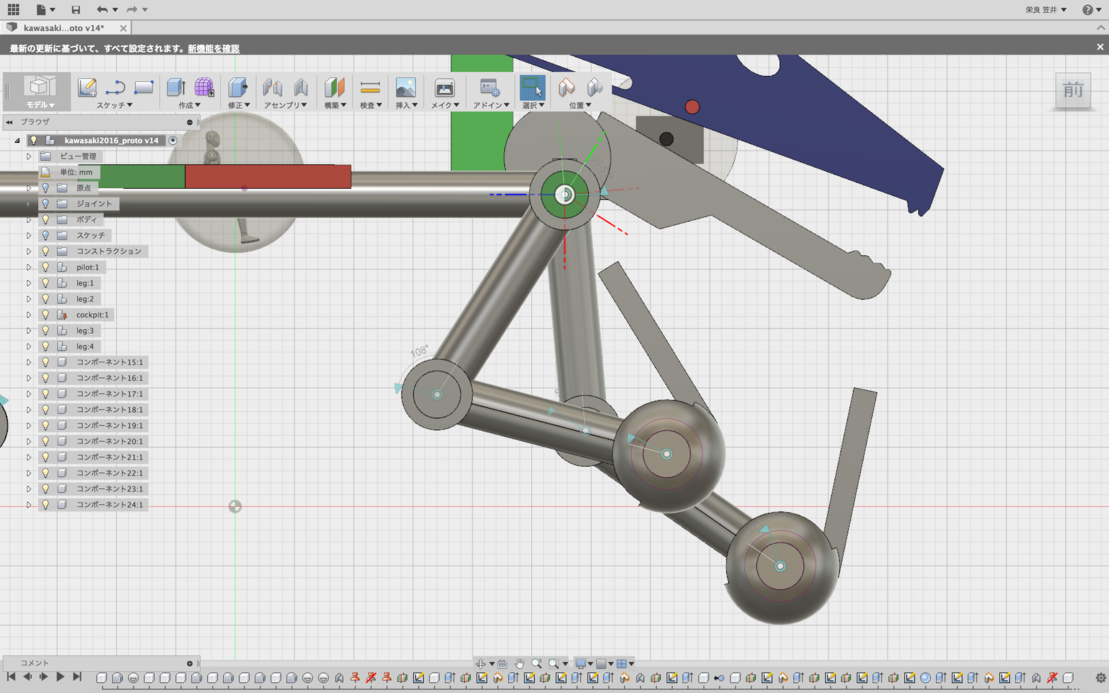 栄良 笠井
kawasaki...oto v14*
最新の更新に基づいて、すべて設定されます。新機能を確認
モデル
スケッチ
作成
修正
アセンブリ
構築
検査
挿入
メイク
アドイン
選択
位置
前
ブラウザ
kawasaki2016_proto v14
ビュー管理
単位: mm
原点
ジョイント
ボディ
スケッチ
コンストラクション
pilot:1
leg:1
leg:2
cockpit:1
leg:3
leg:4
コンポーネント15:1
コンポーネント16:1
コンポーネント17:1
コンポーネント18:1
コンポーネント19:1
コンポーネント20:1
コンポーネント21:1
コンポーネント22:1
コンポーネント23:1
コンポーネント24:1
108°
コメント